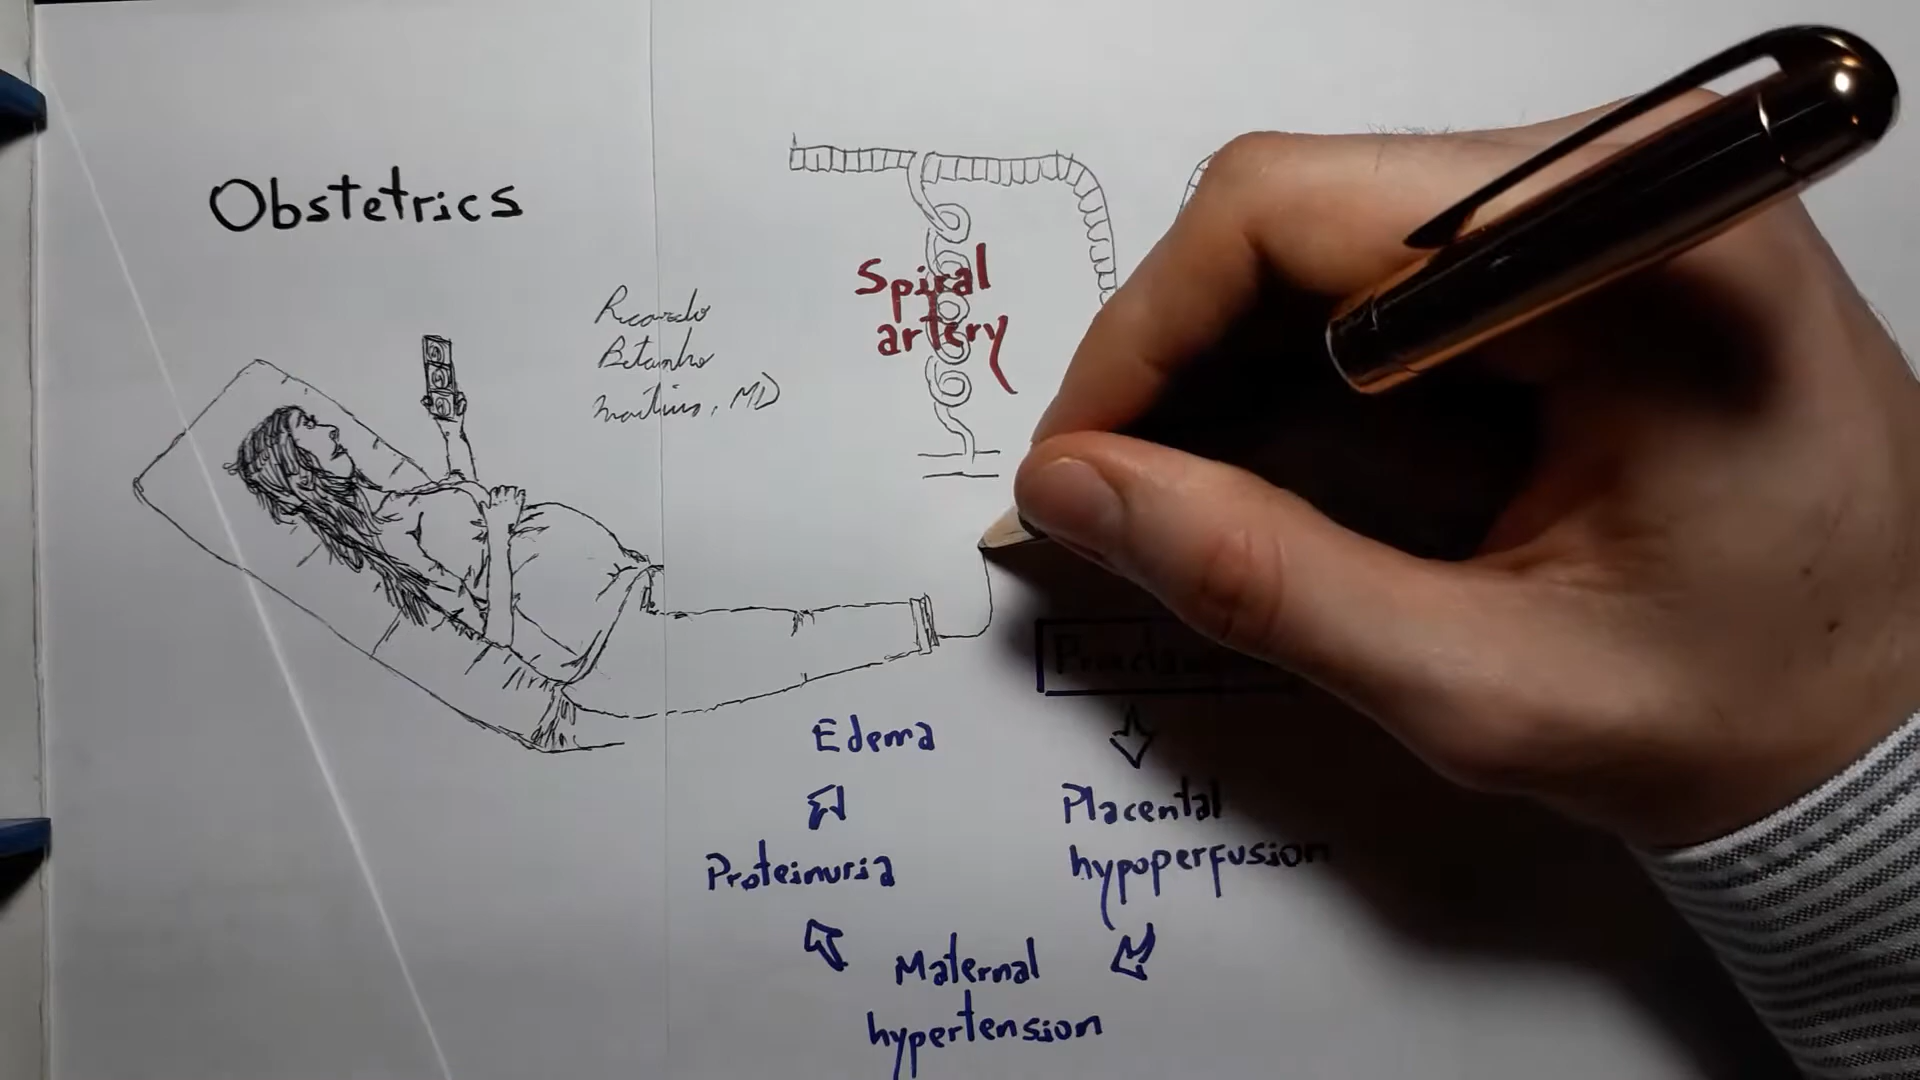 Obstetrics
Ricardo
Betanho
Martins, MD
Spiral
artery
Edema
Proteinuria
Placental
hypoperfusion
Maternal
hypertension